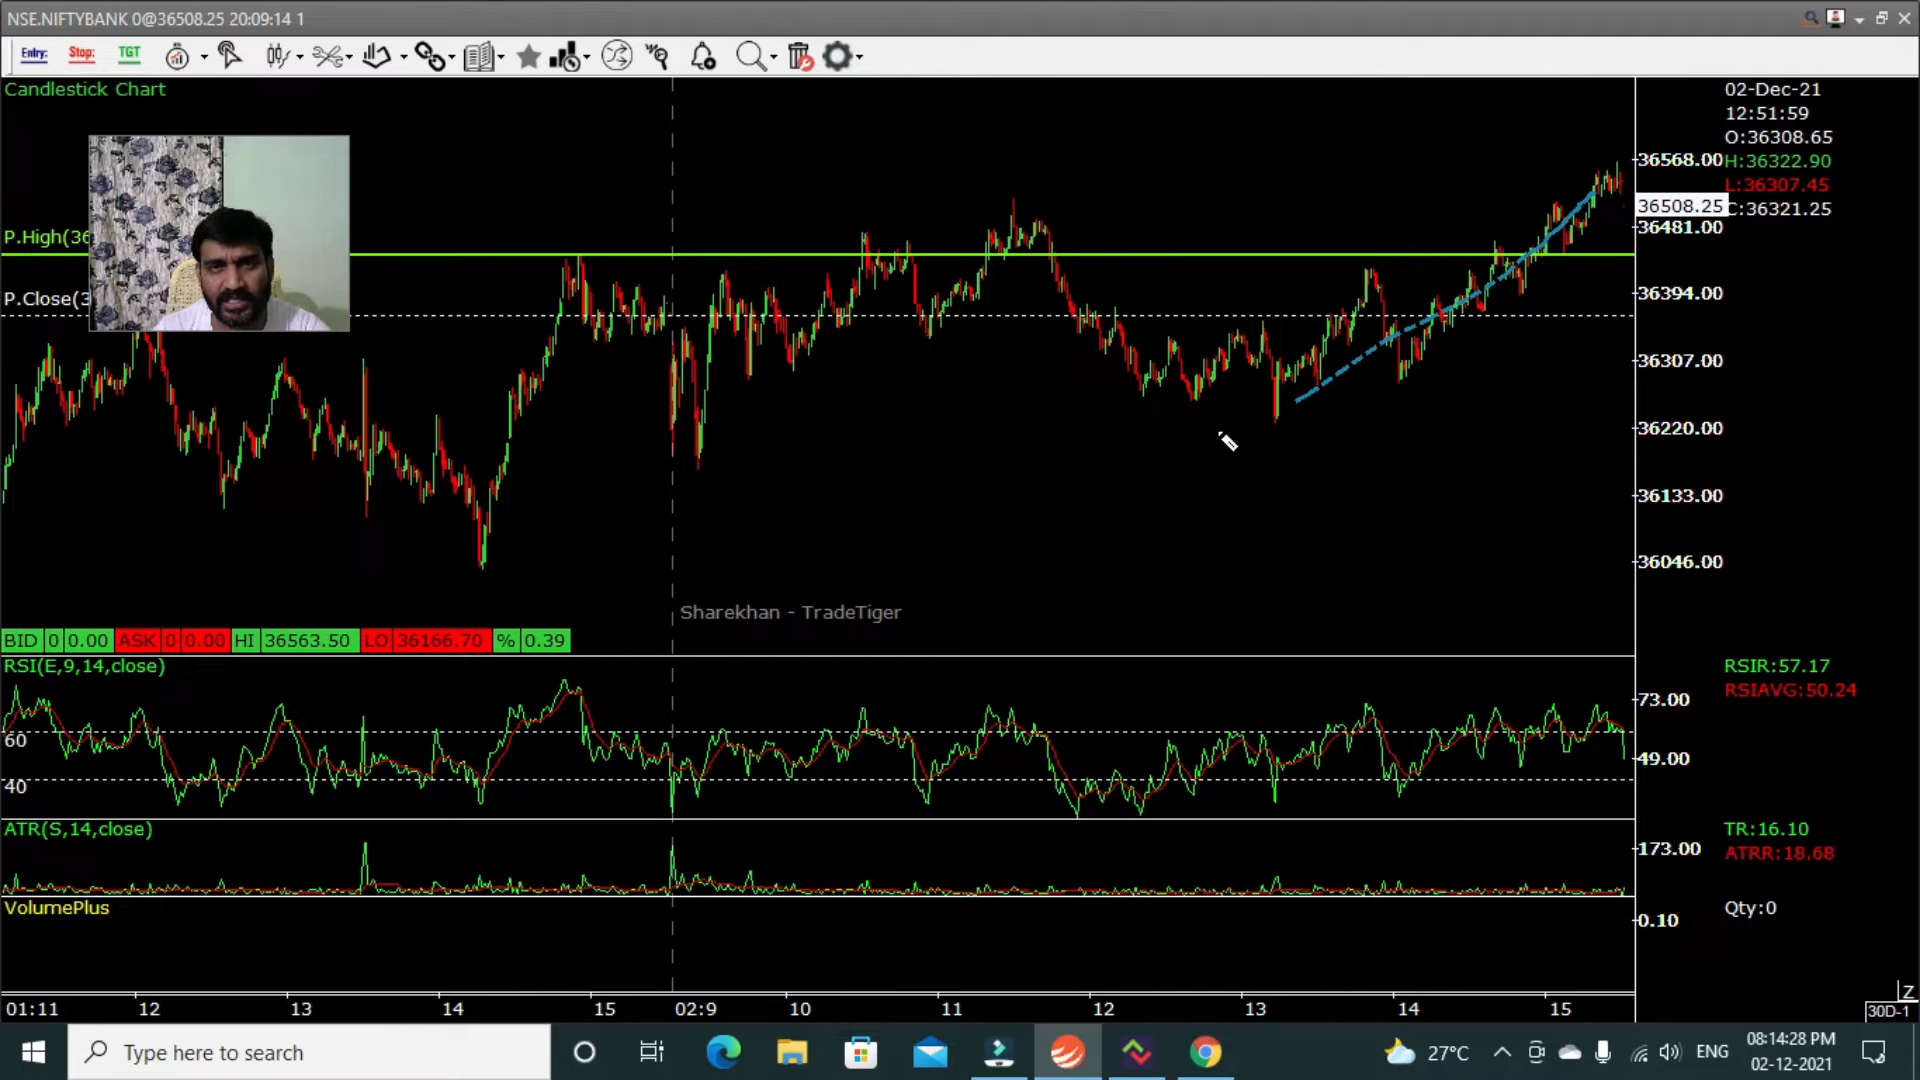 NSE.NIFTYBANK 0@36508.25 20:09:14 1
Entry: Stop: TGT
Candlestick Chart
02-Dec-21
12:51:59
O:36308.65
H:36322.90
L:36307.45
C:36321.25
36568.00
36508.25
36481.00
36394.00
36307.00
36220.00
36133.00
36046.00
P.High(36
P.Close(3
Sharekhan - TradeTiger
BID 0 0.00 ASK 0 0.00 HI 36563.50 LO 36166.70 % 0.39
RSI(E,9,14,close)
RSIR:57.17
RSIAVG:50.24
73.00
60
49.00
40
ATR(S,14,close)
TR:16.10
173.00
ATRR:18.68
VolumePlus
Qty:0
0.10
01:11 12 13 14 15 02:9 10 11 12 13 14 15
Z
30D-1
Type here to search
27°C
ENG
08:14:28 PM
02-12-2021